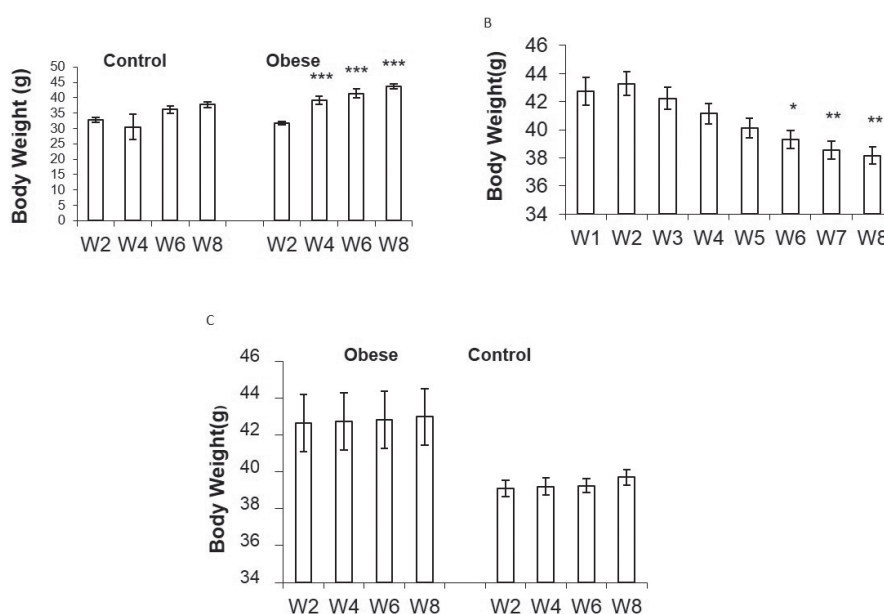 Control Obese
*** *** ***
Body Weight (g)
50
45
40
35
30
25
20
15
10
5
0
W2 W4 W6 W8 W2 W4 W6 W8
B
Body Weight(g)
46
44
42
40
38
36
34
* ** **
W1 W2 W3 W4 W5 W6 W7 W8
C
Obese Control
Body Weight(g)
46
44
42
40
38
36
34
W2 W4 W6 W8 W2 W4 W6 W8